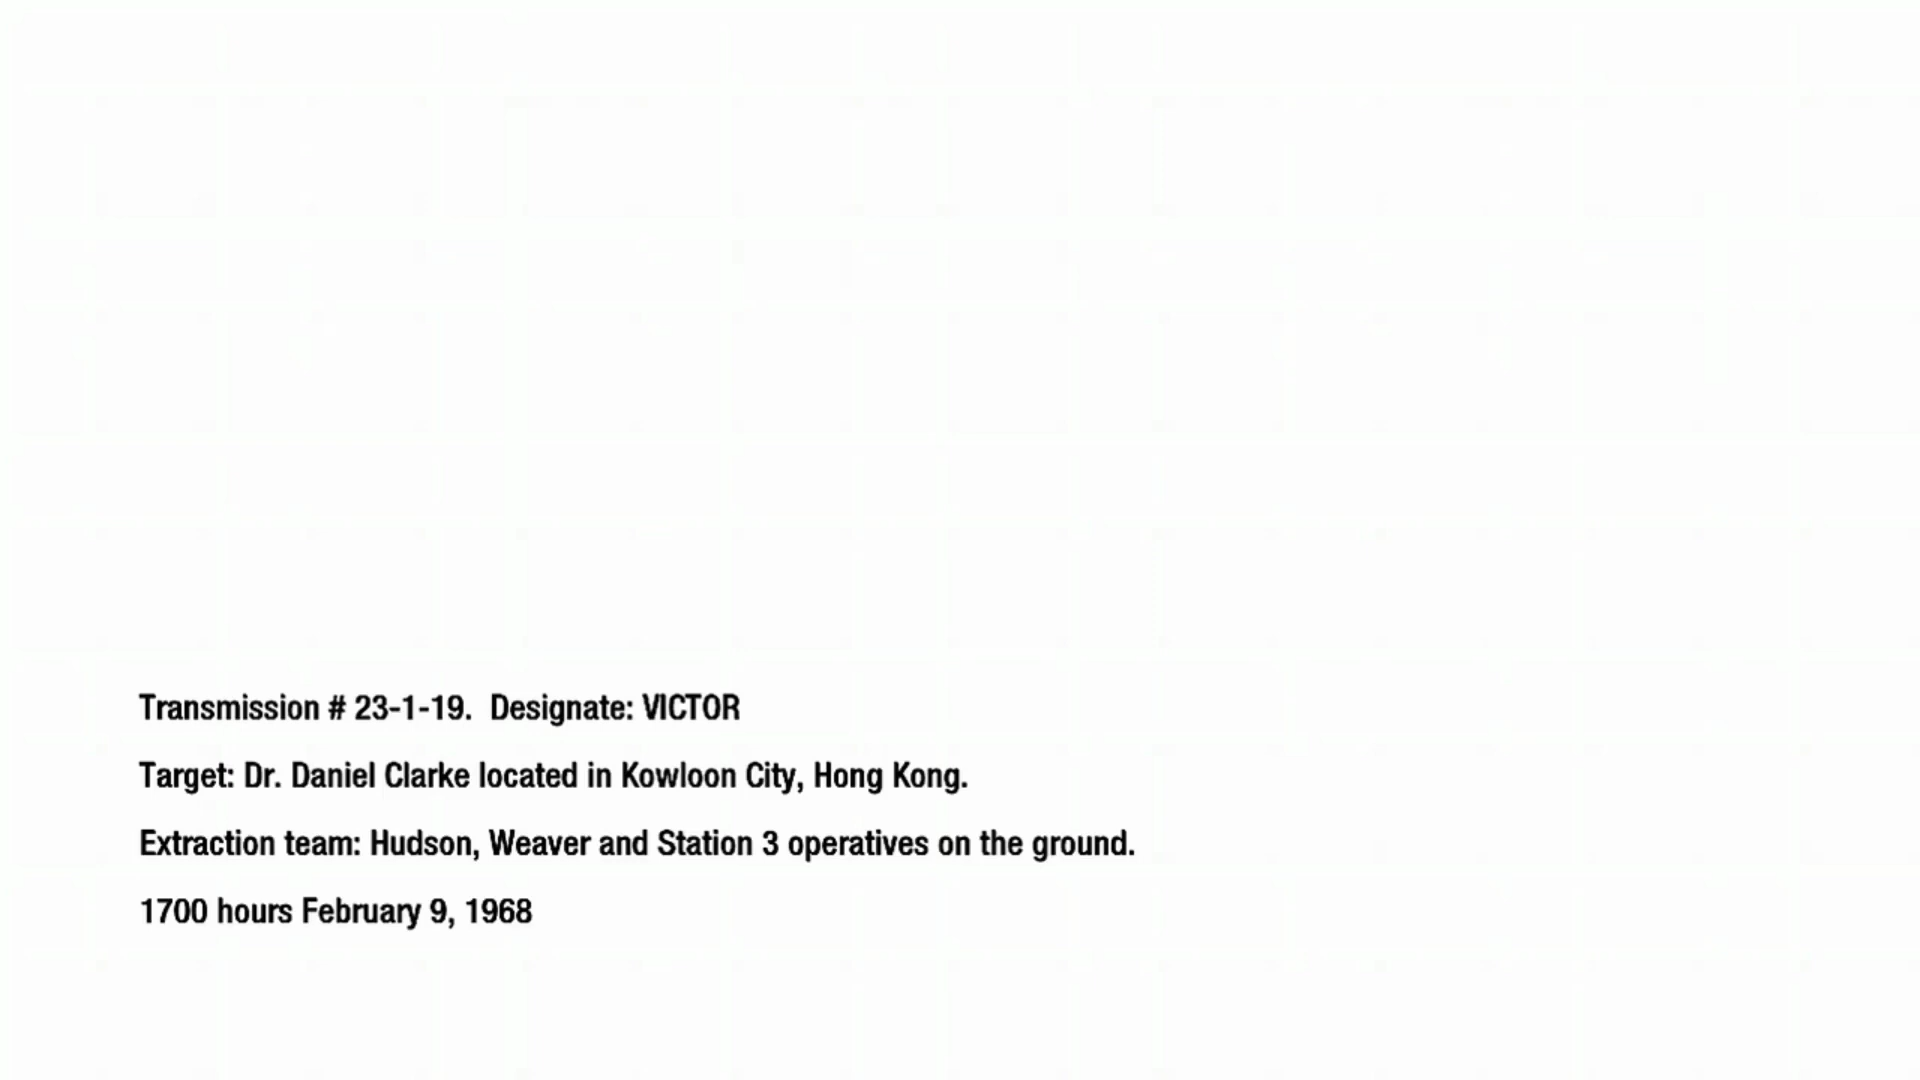 Transmission # 23-1-19.  Designate: VICTOR
Target: Dr. Daniel Clarke located in Kowloon City, Hong Kong.
Extraction team: Hudson, Weaver and Station 3 operatives on the ground.
1700 hours February 9, 1968